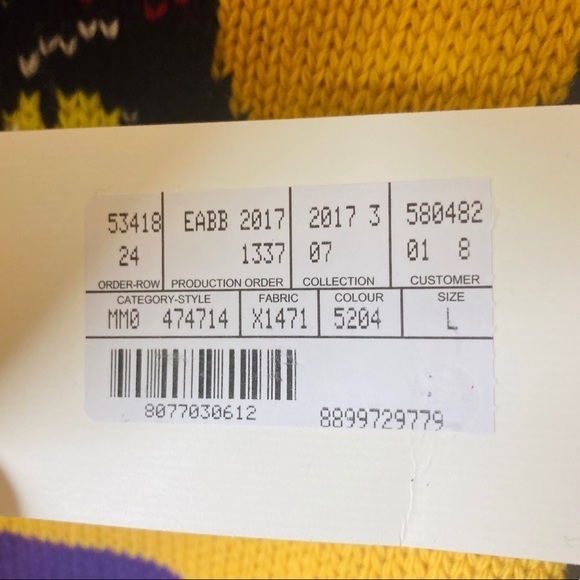 53418 EABB 2017 2017 3 580482
24 1337 07 01 8
ORDER-ROW PRODUCTION ORDER COLLECTION CUSTOMER
CATEGORY-STYLE FABRIC COLOUR SIZE
MM0 474714 X1471 5204 L
8077030612 8899729779